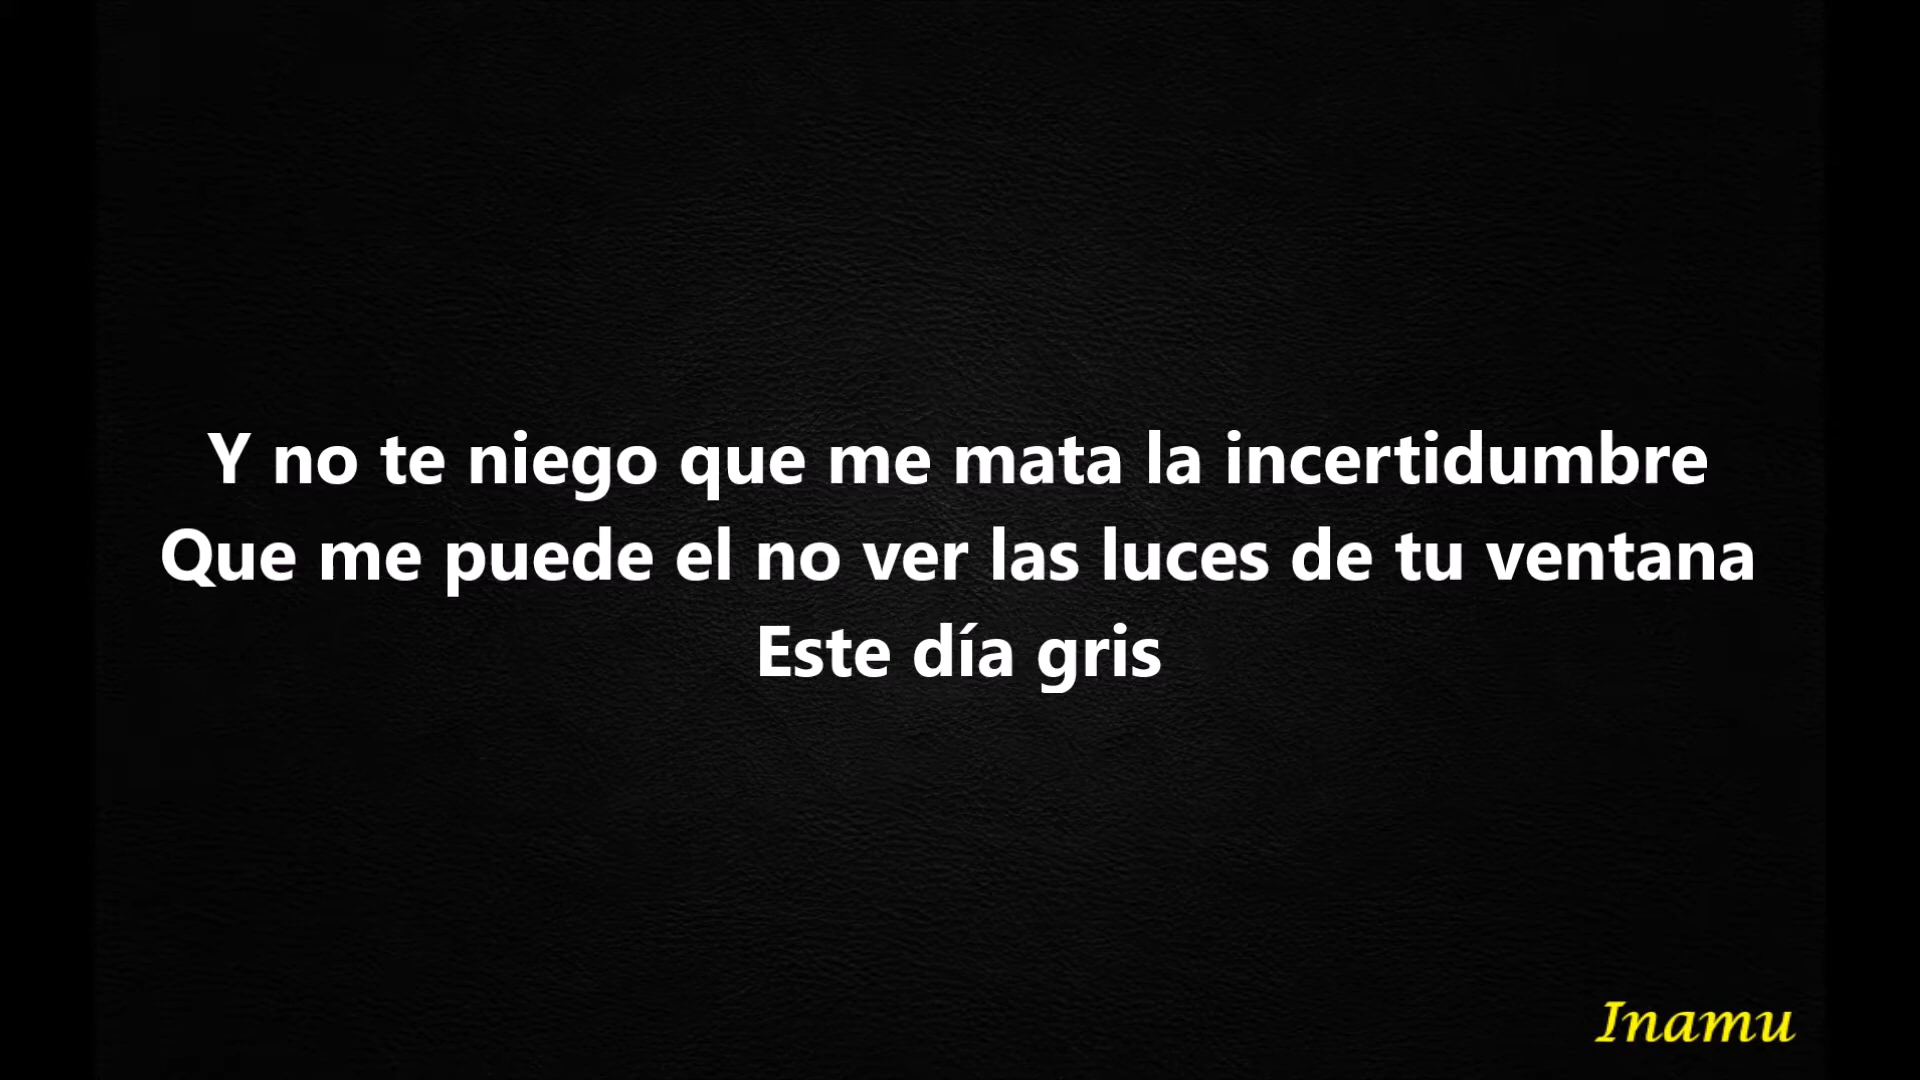 Y no te niego que me mata la incertidumbre
Que me puede el no ver las luces de tu ventana
Este día gris
Inamu